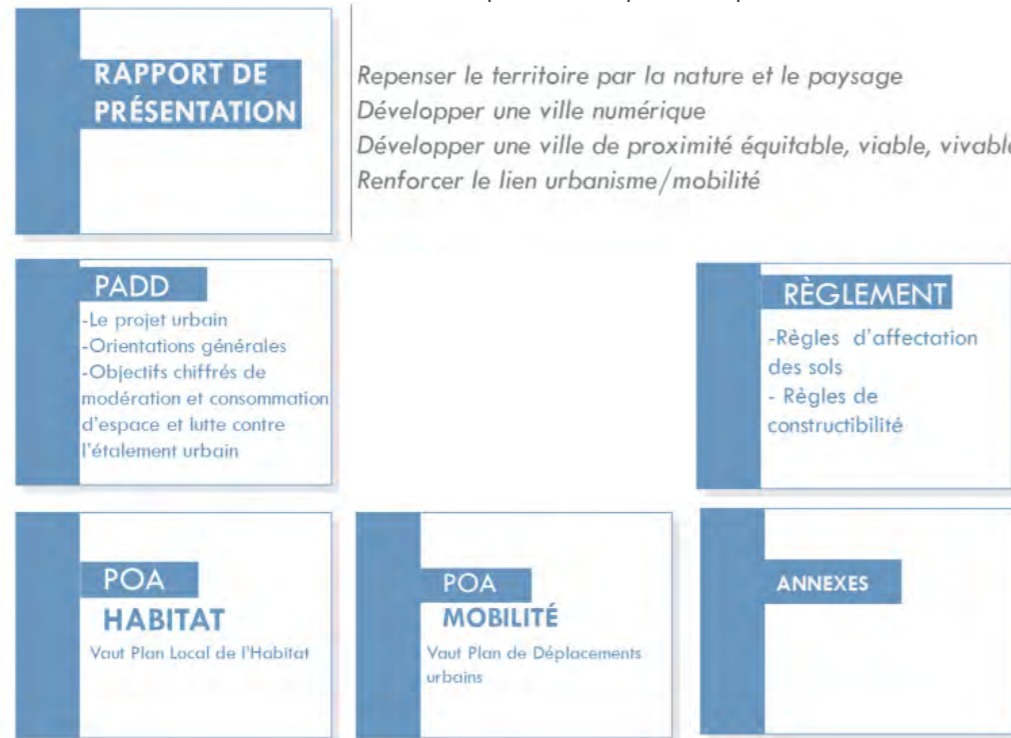 RAPPORT DE
PRÉSENTATION
Repenser le territoire par la nature et le paysage
Développer une ville numérique
Développer une ville de proximité équitable, viable, vivable
Renforcer le lien urbanisme/mobilité
PADD
-Le projet urbain
-Orientations générales
-Objectifs chiffrés de
modération et consommation
d'espace et lutte contre
l'étalement urbain
RÈGLEMENT
-Règles d'affectation
des sols
- Règles de
constructibilité
POA
HABITAT
Vaut Plan Local de l'Habitat
POA
MOBILITÉ
Vaut Plan de Déplacements
urbains
ANNEXES